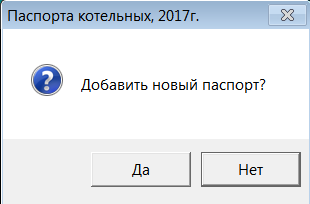 Паспорта котельных, 2017г.
Добавить новый паспорт?
Да Нет